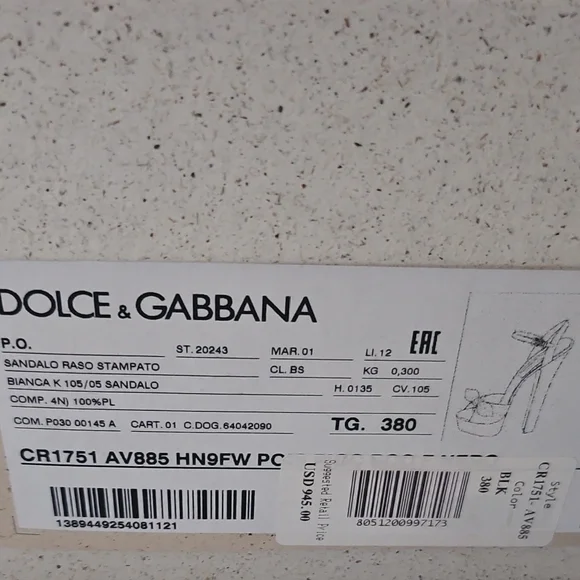 DOLCE & GABBANA
EAC
P.O. ST. 20243 MAR. 01 LI. 12
SANDALO RASO STAMPATO CL. BS KG 0,300
BIANCA K 105/05 SANDALO H. 0135 CV. 105
COMP. 4N) 100%PL
COM. P030 00145 A CART. 01 C.DOG. 64042090 TG. 380
CR1751 AV885 HN9FW
1389449254081121
Suggested Retail Price
USD 945.00
8051200997173
Style
CR1751- AV885
Color
BLK
380